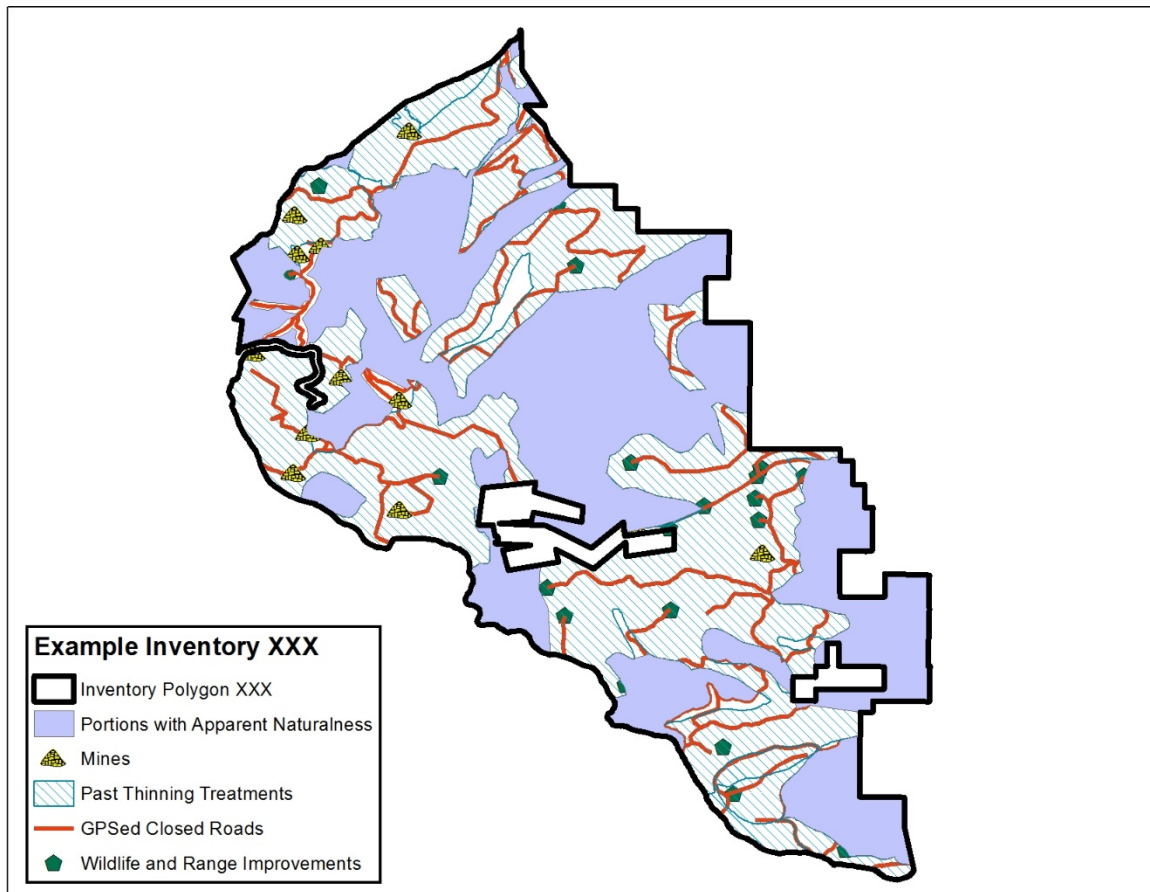 Example Inventory XXX
Inventory Polygon XXX
Portions with Apparent Naturalness
Mines
Past Thinning Treatments
GPSed Closed Roads
Wildlife and Range Improvements